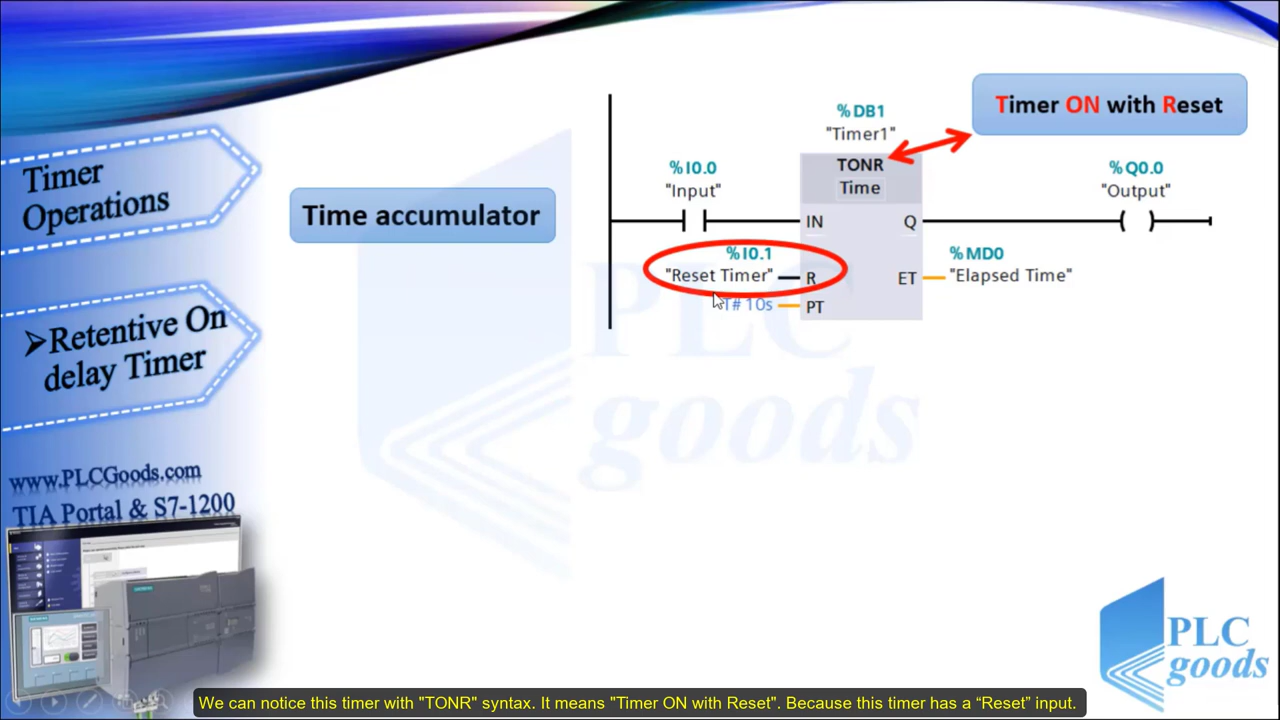 Timer
Operations
➤Retentive On
delay Timer
www.PLCGoods.com
TIA Portal & S7-1200
Time accumulator
Timer ON with Reset
%DB1
"Timer1"
TONR
Time
%I0.0
"Input"
IN
Q
%Q0.0
"Output"
%I0.1
"Reset Timer"
R
ET
%MD0
"Elapsed Time"
T# 10s
PT
PLC
goods
PLC
goods
We can notice this timer with "TONR" syntax. It means "Timer ON with Reset". Because this timer has a “Reset” input.